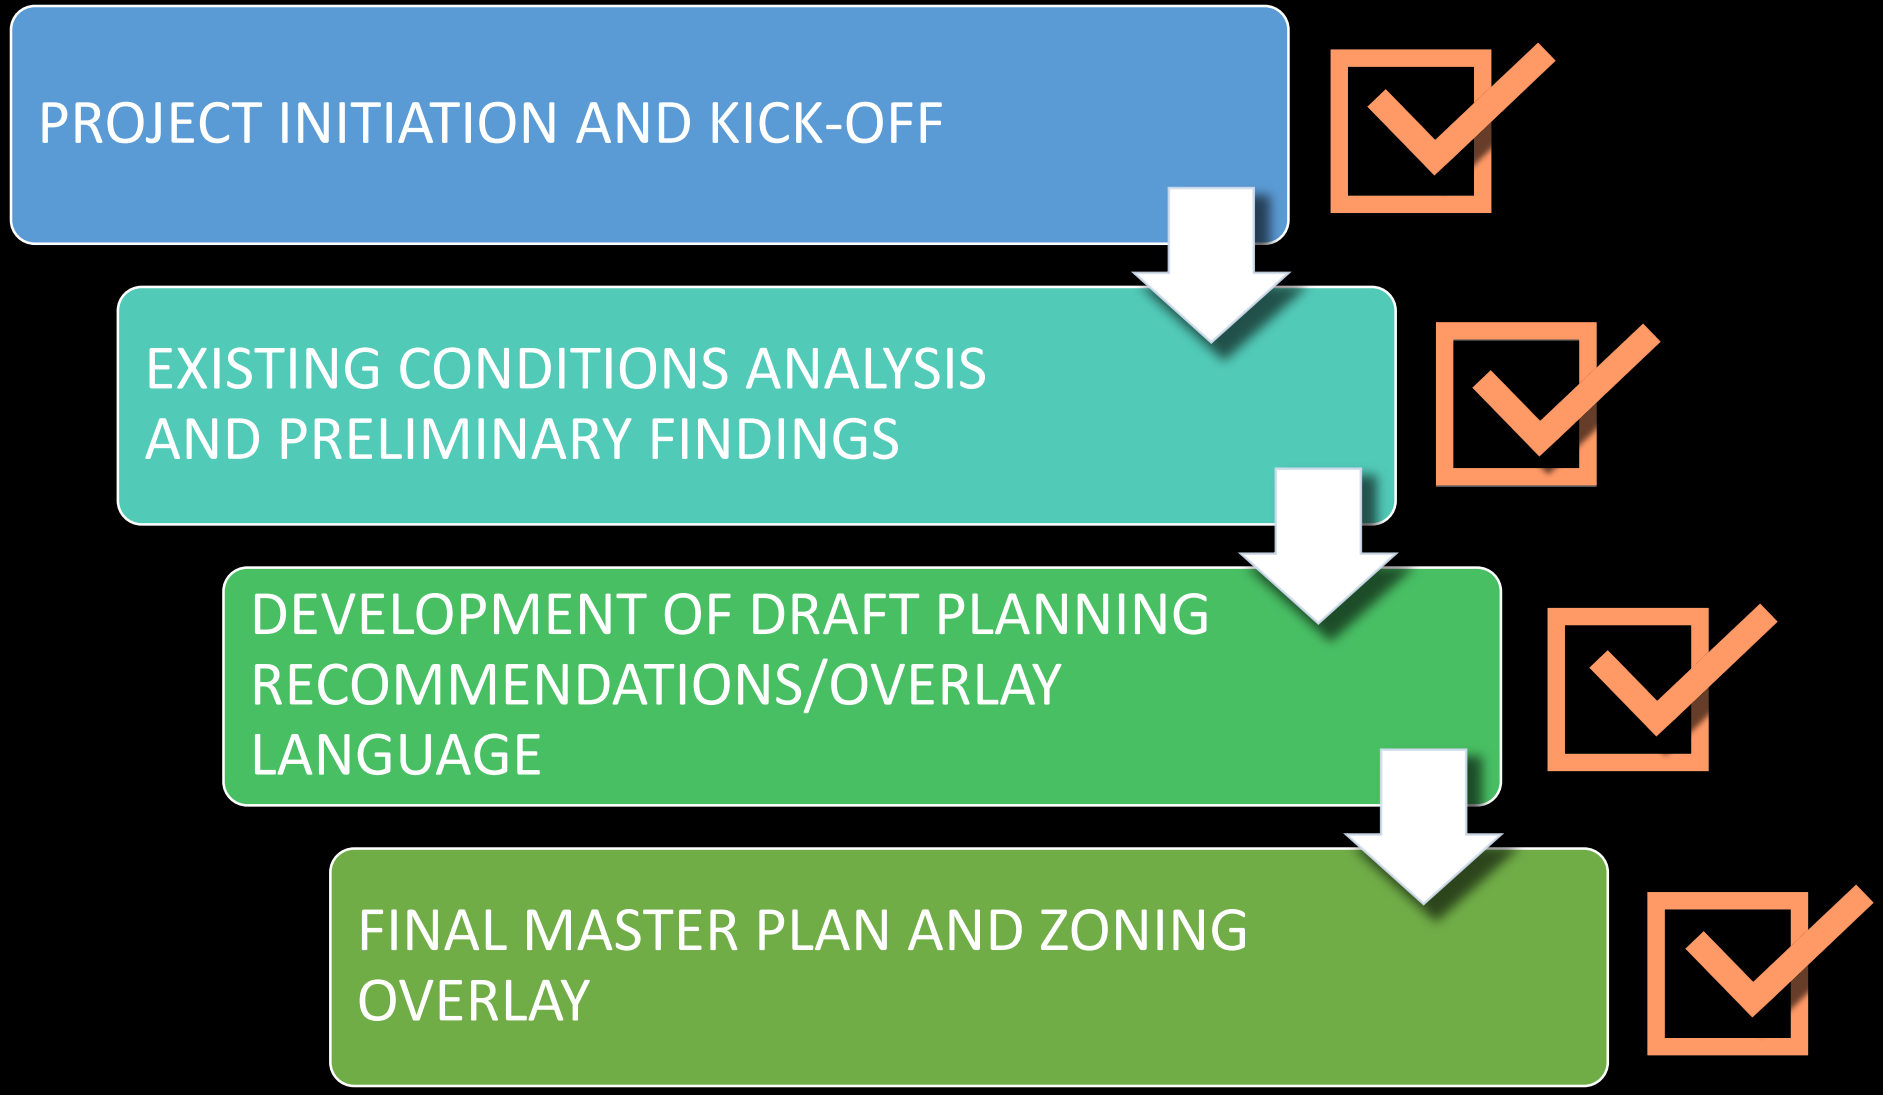 PROJECT INITIATION AND KICK-OFF
EXISTING CONDITIONS ANALYSIS
AND PRELIMINARY FINDINGS
DEVELOPMENT OF DRAFT PLANNING
RECOMMENDATIONS/OVERLAY
LANGUAGE
FINAL MASTER PLAN AND ZONING
OVERLAY